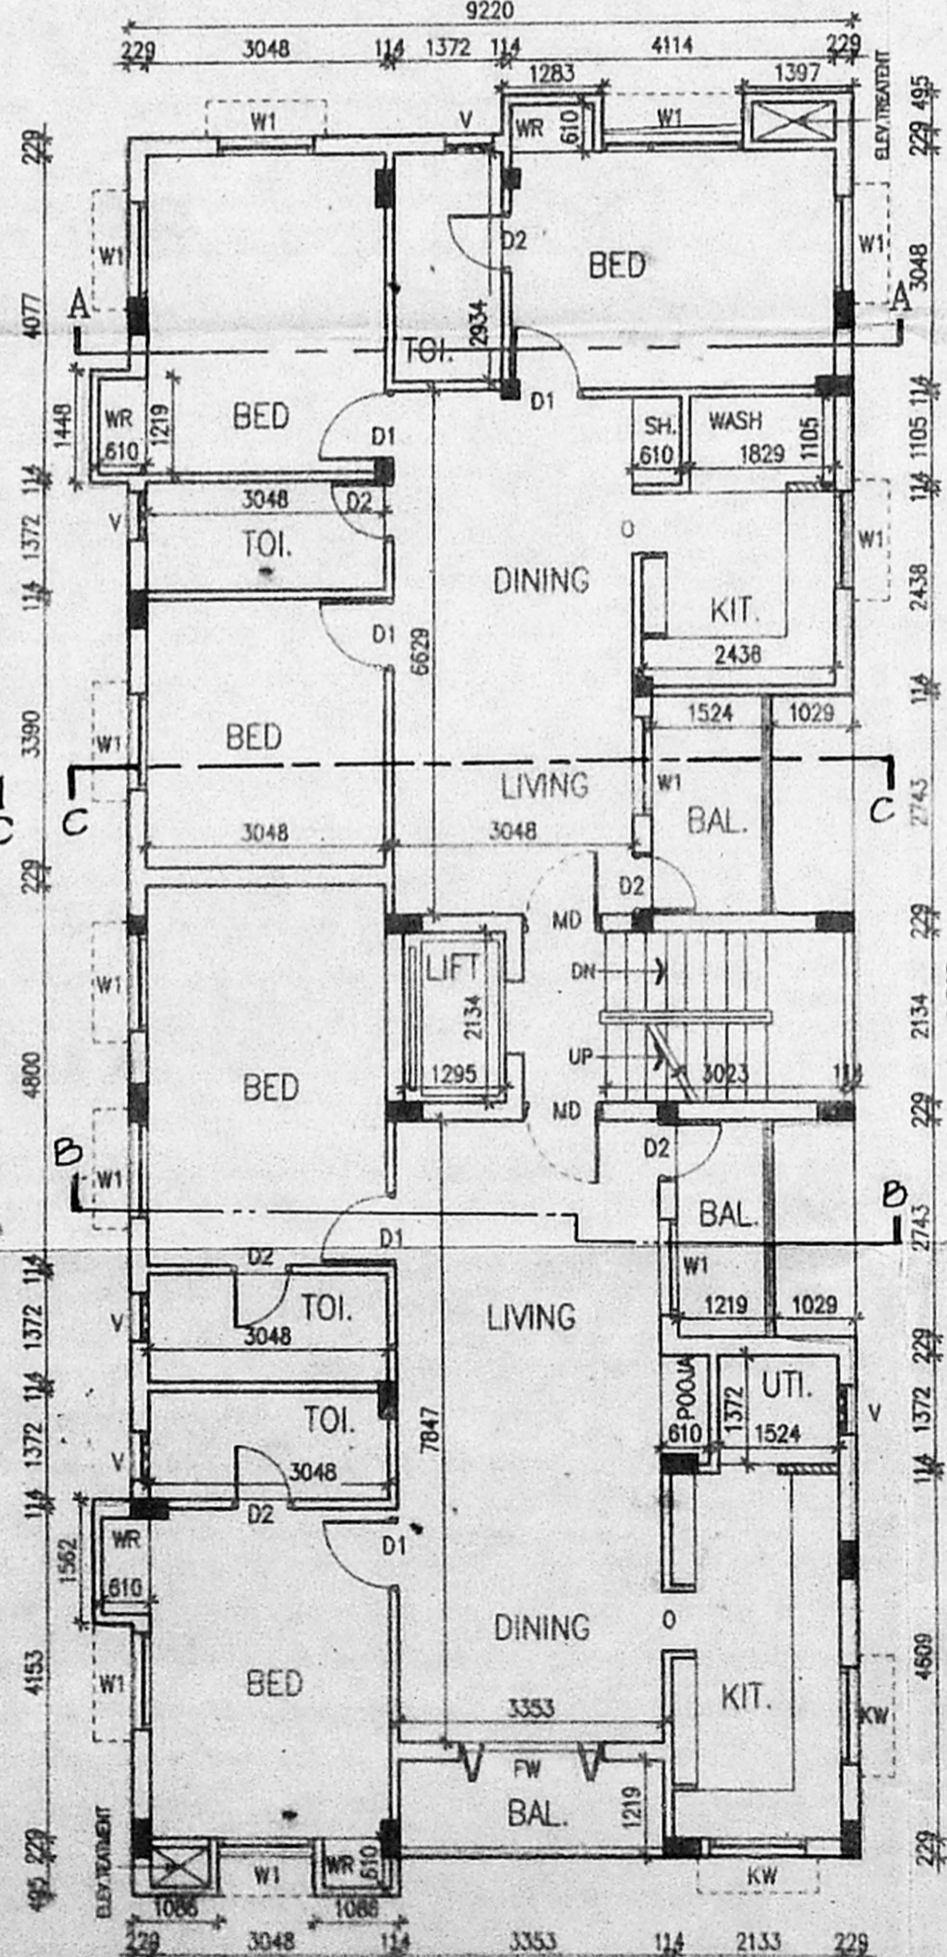 9220
229 3048 114 1372 114 4114 229
1283 1397
ELEV.TREATENT
495
W1 V WR 610 W1
229 229
W1 D2 BED W1
3048
4077
A A
TOI. 2934
114
WR 610 1219 BED D1 D1 SH. 610 WASH 1829 1105 1105
1448
114 3048 D2 114
V TOI. O W1
1372 DINING 2438
114 D1 KIT.
6629 2438
114
1524 1029
3390 W1 BED
LIVING W1
C C C
BAL. 2743
3048 3048
229 D2
MD 229
W1 LIFT DN
2134 2134
UP
4800 BED 1295 3023 114
MD 229
B D2
W1 BAL. B
D1 2743
114 D2 W1
V TOI. LIVING 1219 1029
1372 3048 229
114 POOJA 610 1372 UTI. 1524 V 1372
TOI. 7847
1372 V 3048 114
114 D2
WR 610 D1
1562
DINING O
4609
4153 W1 BED KIT.
3353 KW
FW
BAL. 1219
229 W1 WR 610 KW 229
495 ELEV.TREATMENT
1086 1086
229 3048 114 3353 114 2133 229